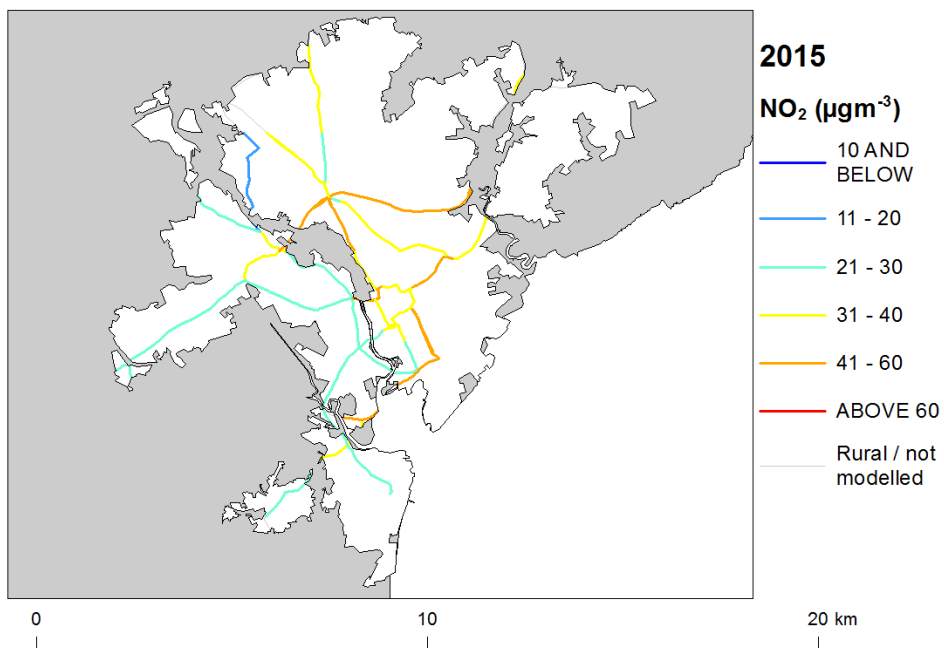 2015
NO₂ (µgm⁻³)
10 AND
BELOW
11 - 20
21 - 30
31 - 40
41 - 60
ABOVE 60
Rural / not
modelled
0 10 20 km